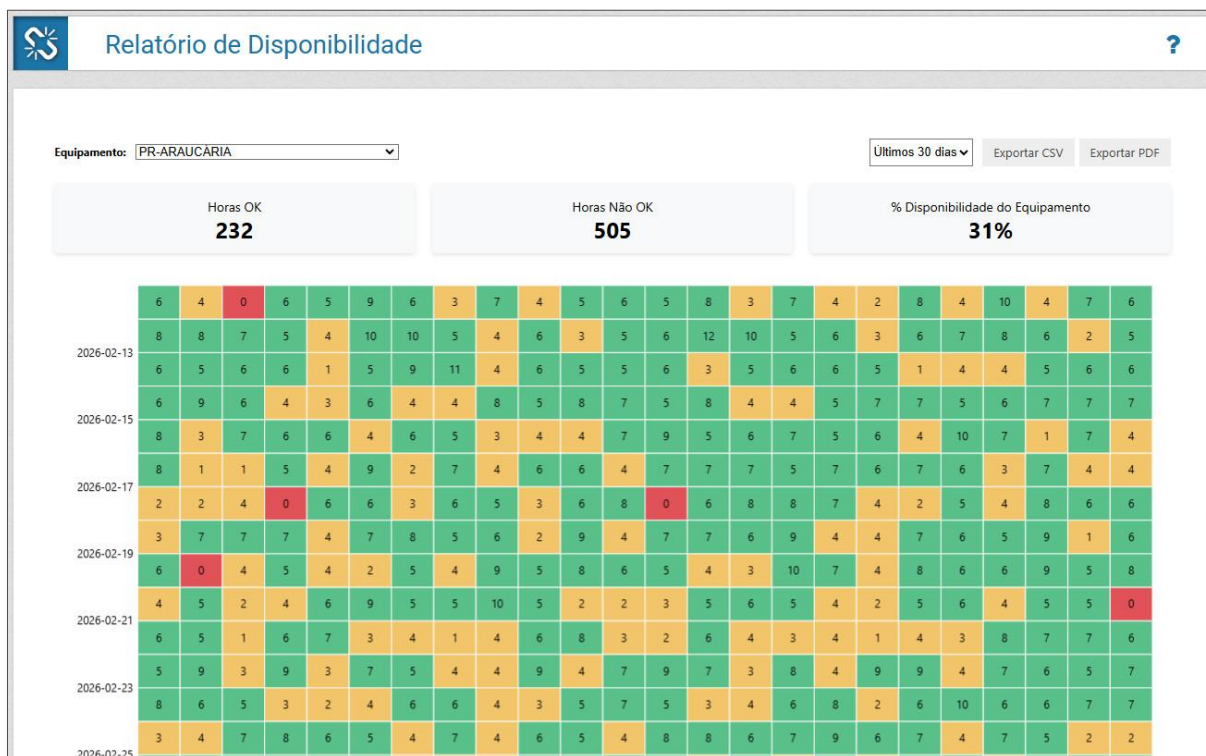 Relatório de Disponibilidade ?
Equipamento: PR-ARAUCÁRIA Últimos 30 dias Exportar CSV Exportar PDF
Horas OK Horas Não OK % Disponibilidade do Equipamento
232 505 31%
6 4 0 6 5 9 6 3 7 4 5 6 5 8 3 7 4 2 8 4 10 4 7 6
8 8 7 5 4 10 10 5 4 6 3 5 6 12 10 5 6 3 6 7 8 6 2 5
2026-02-13
6 5 6 6 1 5 9 11 4 6 5 5 6 3 5 6 6 5 1 4 4 5 6 6
6 9 6 4 3 6 4 4 8 5 8 7 5 8 4 4 5 7 7 5 6 7 7 7
2026-02-15
8 3 7 6 6 4 6 5 3 4 4 7 9 5 6 7 5 6 4 10 7 1 7 4
8 1 1 5 4 9 2 7 4 6 6 4 7 7 7 5 7 6 7 6 3 7 4 4
2026-02-17
2 2 4 0 6 6 3 6 5 3 6 8 0 6 8 8 7 4 2 5 4 8 6 6
3 7 7 7 4 7 8 5 6 2 9 4 7 7 6 9 4 4 7 6 5 9 1 6
2026-02-19
6 0 4 5 4 2 5 4 9 5 8 6 5 4 3 10 7 4 8 6 6 9 5 8
4 5 2 4 6 9 5 5 10 5 2 2 3 5 6 5 4 2 5 6 4 5 5 0
2026-02-21
6 5 1 6 7 3 4 1 4 6 8 3 2 6 4 3 4 1 4 3 8 7 7 6
5 9 3 9 3 7 5 4 4 9 4 7 9 7 3 8 4 9 9 4 7 6 5 7
2026-02-23
8 6 5 3 2 4 6 6 4 3 5 7 5 3 4 6 8 2 6 10 6 6 7 7
3 4 7 8 6 5 4 7 4 6 5 4 8 8 6 7 9 6 7 4 7 5 2 2
2026-02-25